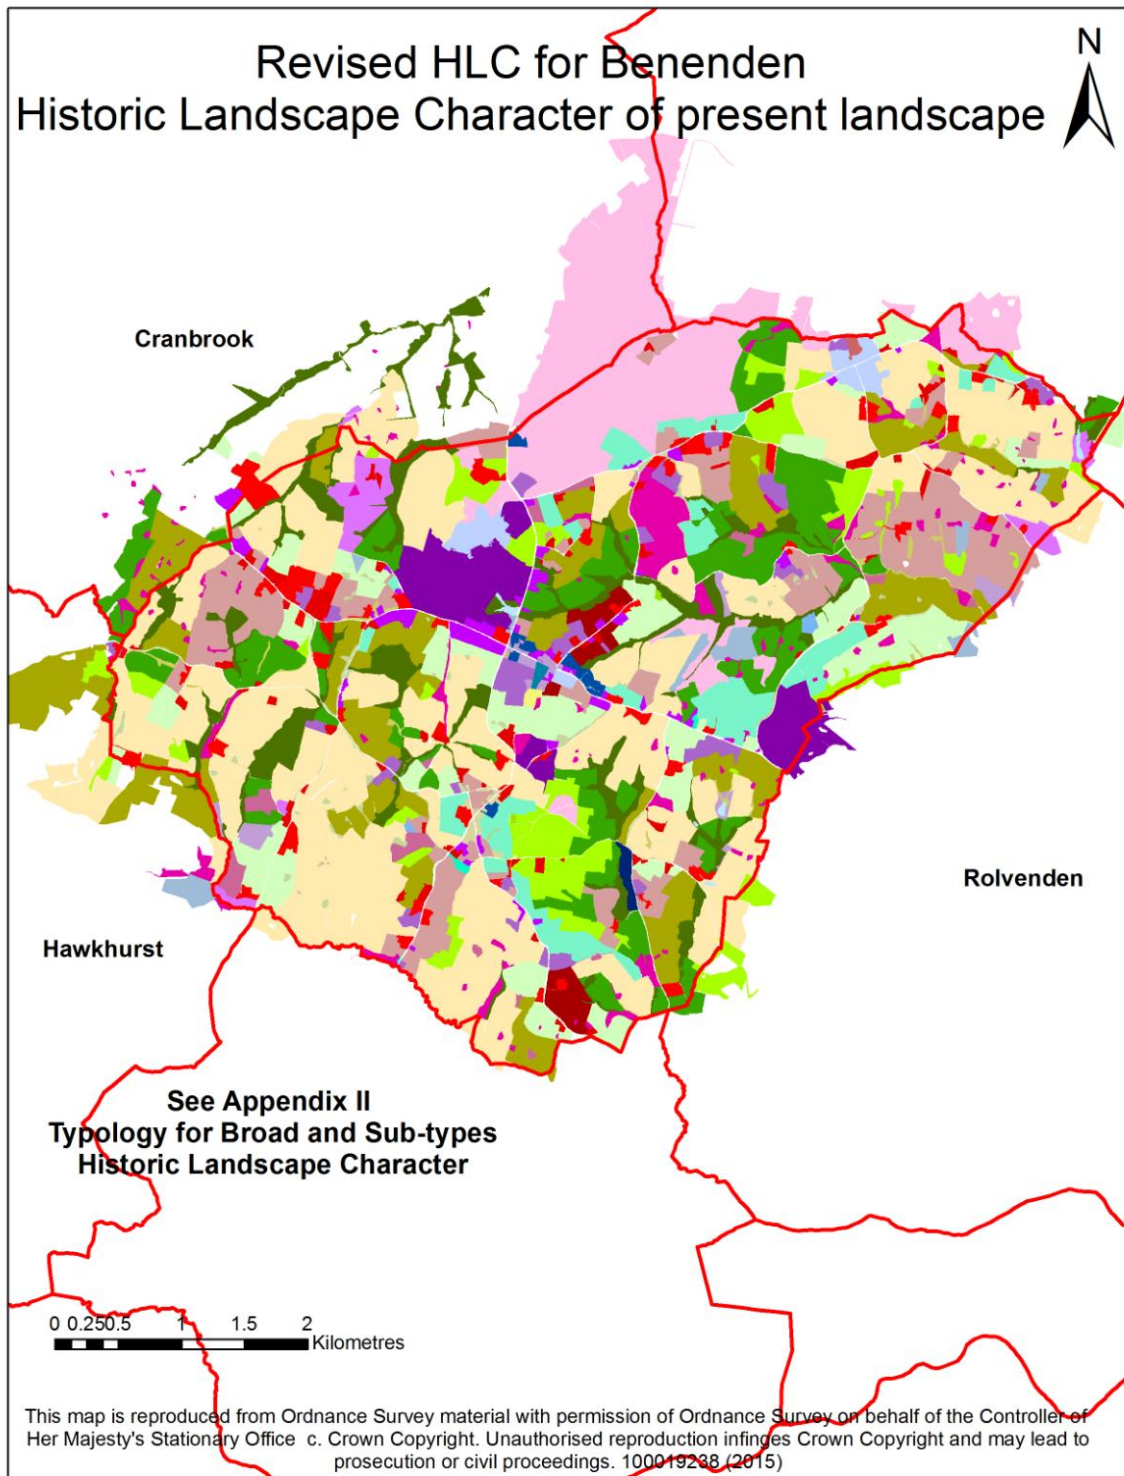 Revised HLC for Benenden
Historic Landscape Character of present landscape
N
Cranbrook
Rolvenden
Hawkhurst
See Appendix II
Typology for Broad and Sub-types
Historic Landscape Character
0 0.250.5 1 1.5 2
Kilometres
This map is reproduced from Ordnance Survey material with permission of Ordnance Survey on behalf of the Controller of
Her Majesty's Stationary Office c. Crown Copyright. Unauthorised reproduction infinges Crown Copyright and may lead to
prosecution or civil proceedings. 100019238 (2015)